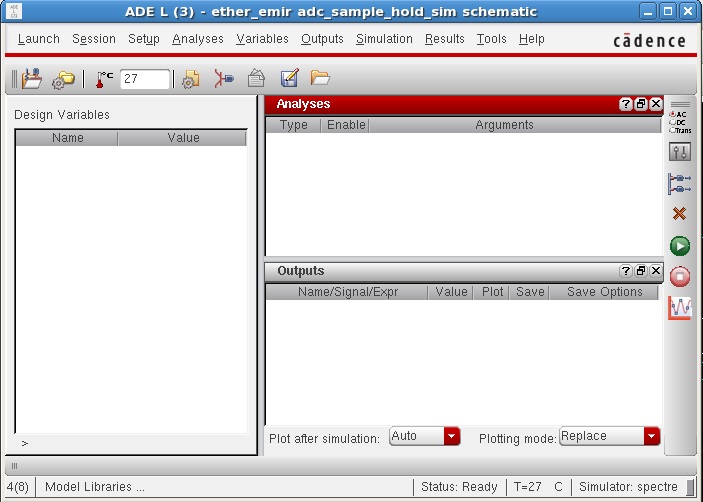 ADE L (3) - ether_emir adc_sample_hold_sim schematic
Launch Session Setup Analyses Variables Outputs Simulation Results Tools Help cādence
°C 27
Design Variables
Name Value
>
Analyses
Type Enable Arguments
Outputs
Name/Signal/Expr Value Plot Save Save Options
Plot after simulation: Auto Plotting mode: Replace
AC
DC
Trans
4(8) Model Libraries ... Status: Ready T=27 C Simulator: spectre